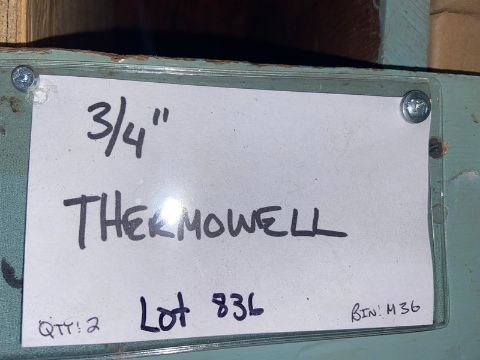 3/4"
THERMOWELL
QTY: 2 Lot 836 BIN: M36